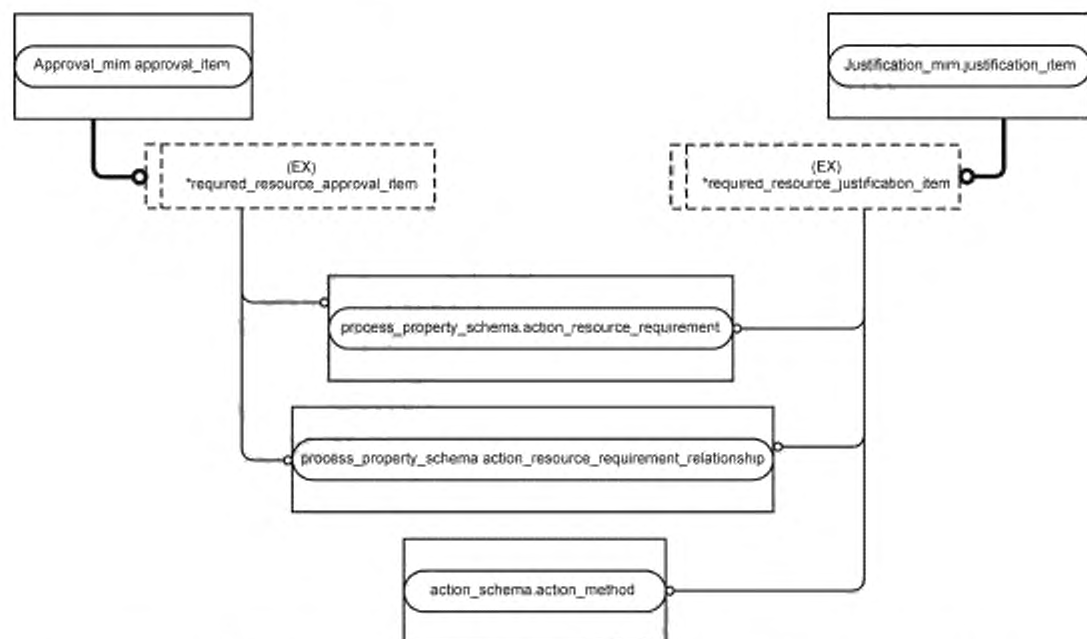 Approval_mim.approval_item
Justification_mim.justification_item
(EX)
*required_resource_approval_item
(EX)
*required_resource_justification_item
process_property_schema.action_resource_requirement
process_property_schema.action_resource_requirement_relationship
action_schema.action_method